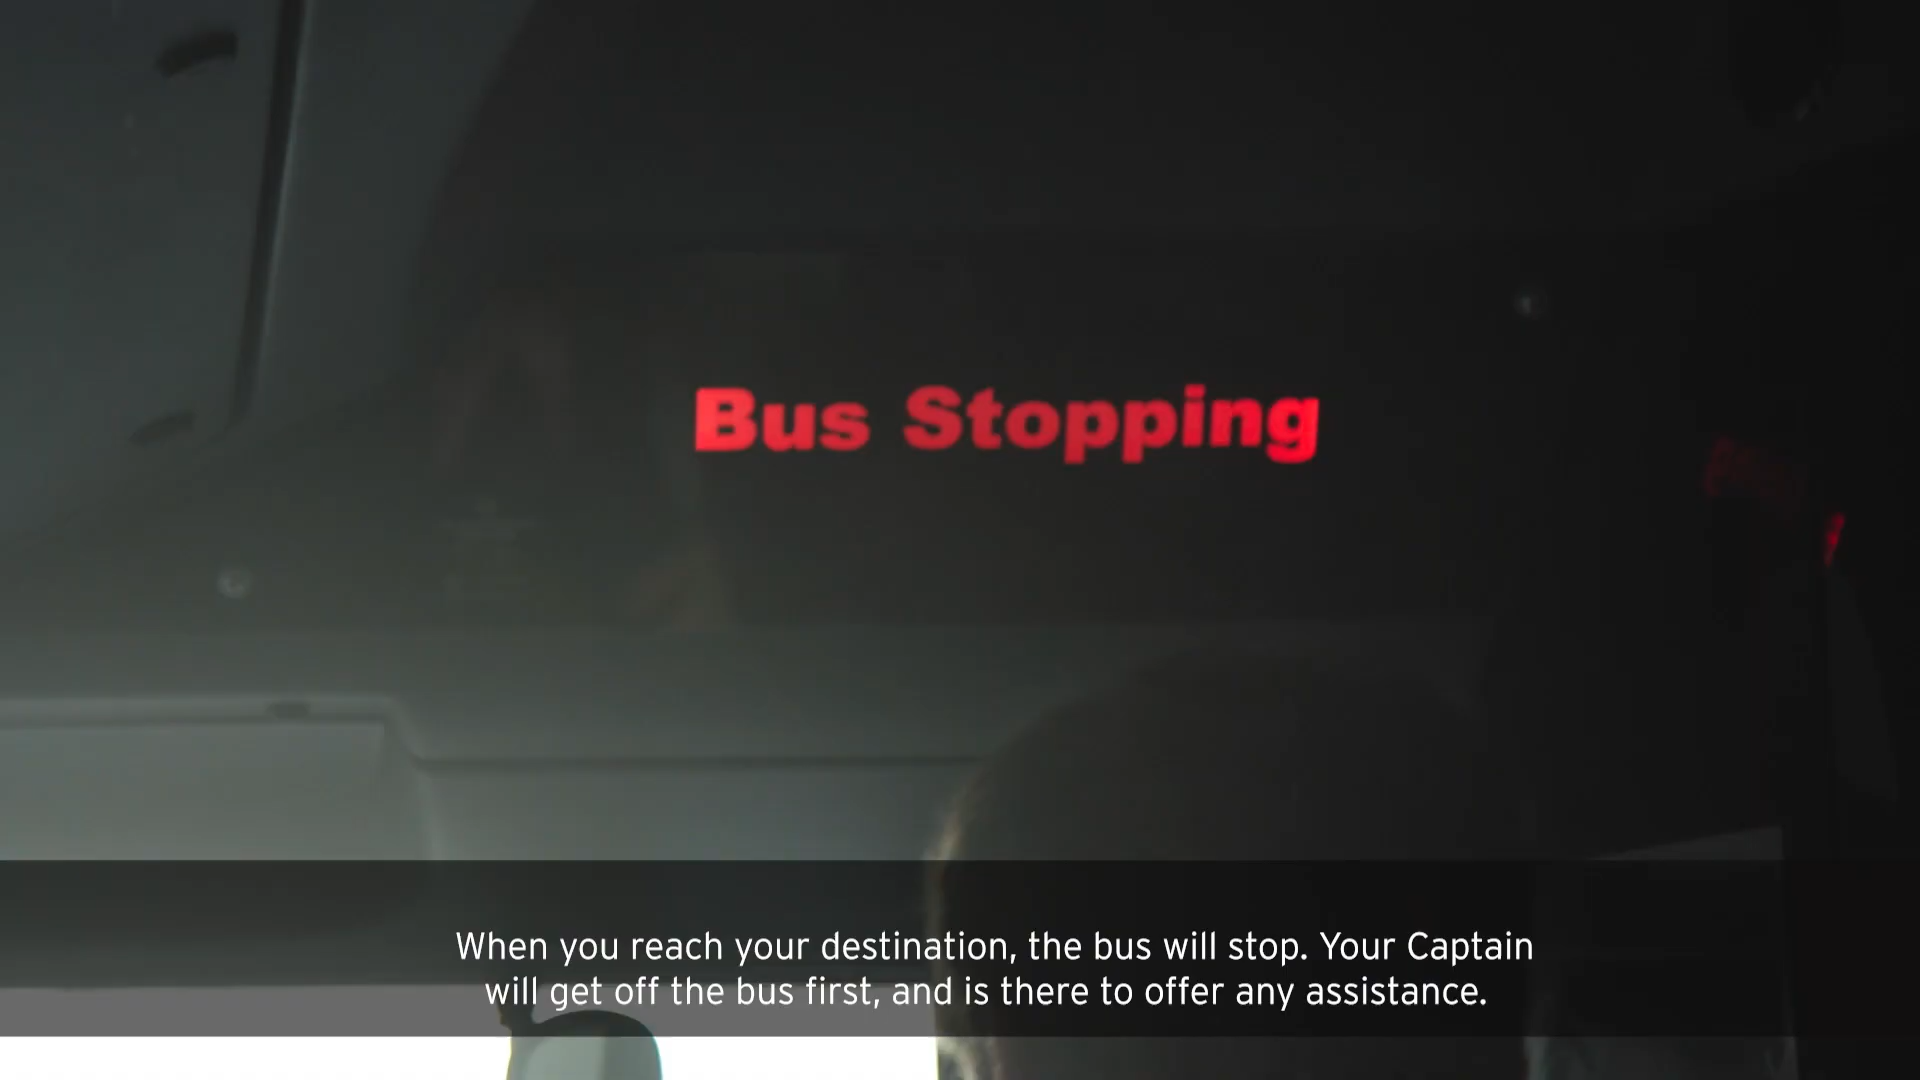 Bus Stopping
When you reach your destination, the bus will stop. Your Captain
will get off the bus first, and is there to offer any assistance.